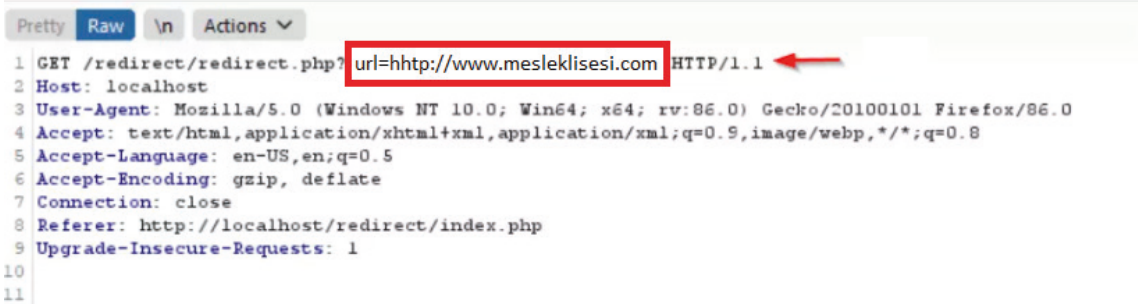 Pretty Raw \n Actions
1 GET /redirect/redirect.php? url=hhtp://www.mesleklisesi.com HTTP/1.1
2 Host: localhost
3 User-Agent: Mozilla/5.0 (Windows NT 10.0; Win64; x64; rv:86.0) Gecko/20100101 Firefox/86.0
4 Accept: text/html,application/xhtml+xml,application/xml;q=0.9,image/webp,*/*;q=0.8
5 Accept-Language: en-US,en;q=0.5
6 Accept-Encoding: gzip, deflate
7 Connection: close
8 Referer: http://localhost/redirect/index.php
9 Upgrade-Insecure-Requests: 1
10
11